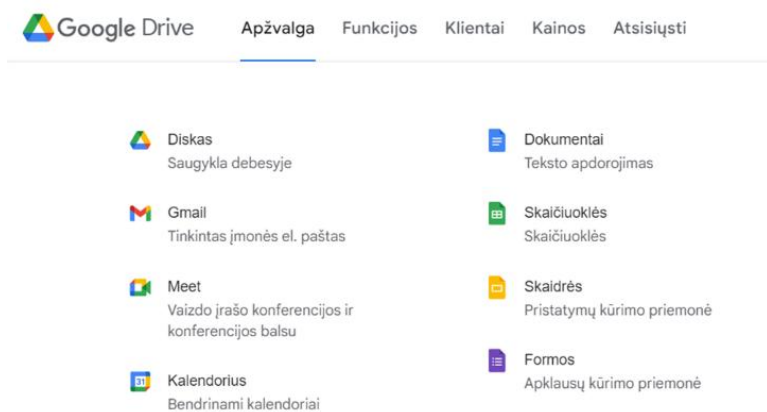 Google Drive
Apžvalga
Funkcijos
Klientai
Kainos
Atsisiųsti
Diskas
Saugykla debesyje
Gmail
Tinkintas įmonės el. paštas
Meet
Vaizdo įrašo konferencijos ir
konferencijos balsu
31
Kalendorius
Bendrinami kalendoriai
Dokumentai
Teksto apdorojimas
Skaičiuoklės
Skaičiuoklės
Skaidrės
Pristatymų kūrimo priemonė
Formos
Apklausų kūrimo priemonė